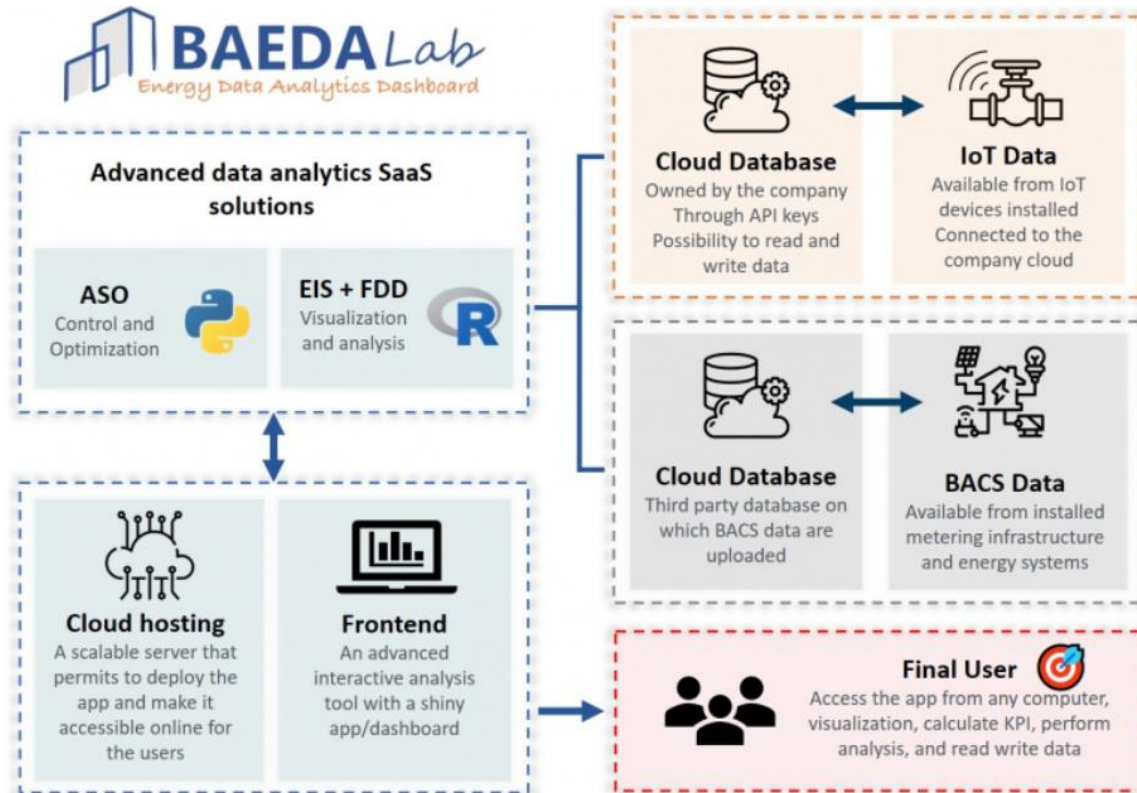 BAEDA Lab
Energy Data Analytics Dashboard
Advanced data analytics SaaS
solutions
ASO
Control and
Optimization
EIS + FDD
Visualization
and analysis
R
Cloud hosting
A scalable server that
permits to deploy the
app and make it
accessible online for
the users
Frontend
An advanced
interactive analysis
tool with a shiny
app/dashboard
Cloud Database
Owned by the company
Through API keys
Possibility to read and
write data
IoT Data
Available from IoT
devices installed
Connected to the
company cloud
Cloud Database
Third party database on
which BACS data are
uploaded
BACS Data
Available from installed
metering infrastructure
and energy systems
Final User
Access the app from any computer,
visualization, calculate KPI, perform
analysis, and read write data